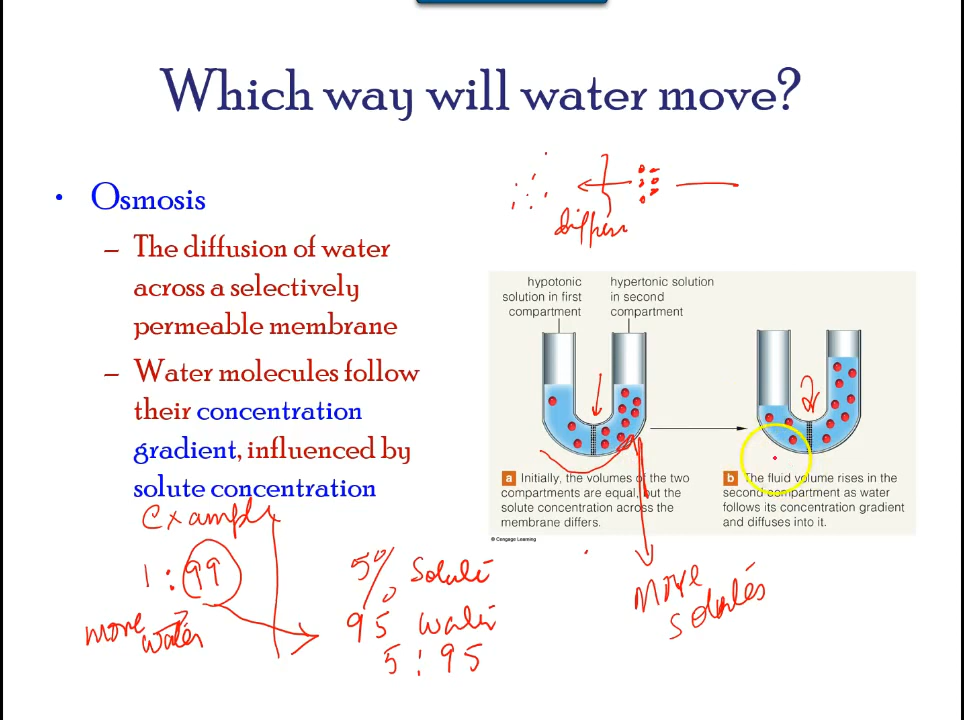 Which way will water move?
• Osmosis
– The diffusion of water
across a selectively
permeable membrane
– Water molecules follow
their concentration
gradient, influenced by
solute concentration
hypotonic
solution in first
compartment
hypertonic solution
in second
compartment
a Initially, the volumes of the two
compartments are equal, but the
solute concentration across the
membrane differs.
b The fluid volume rises in the
second compartment as water
follows its concentration gradient
and diffuses into it.
© Cengage Learning
example
1 : 99
more water
5% Solute
95 water
5 : 95
more
solutes